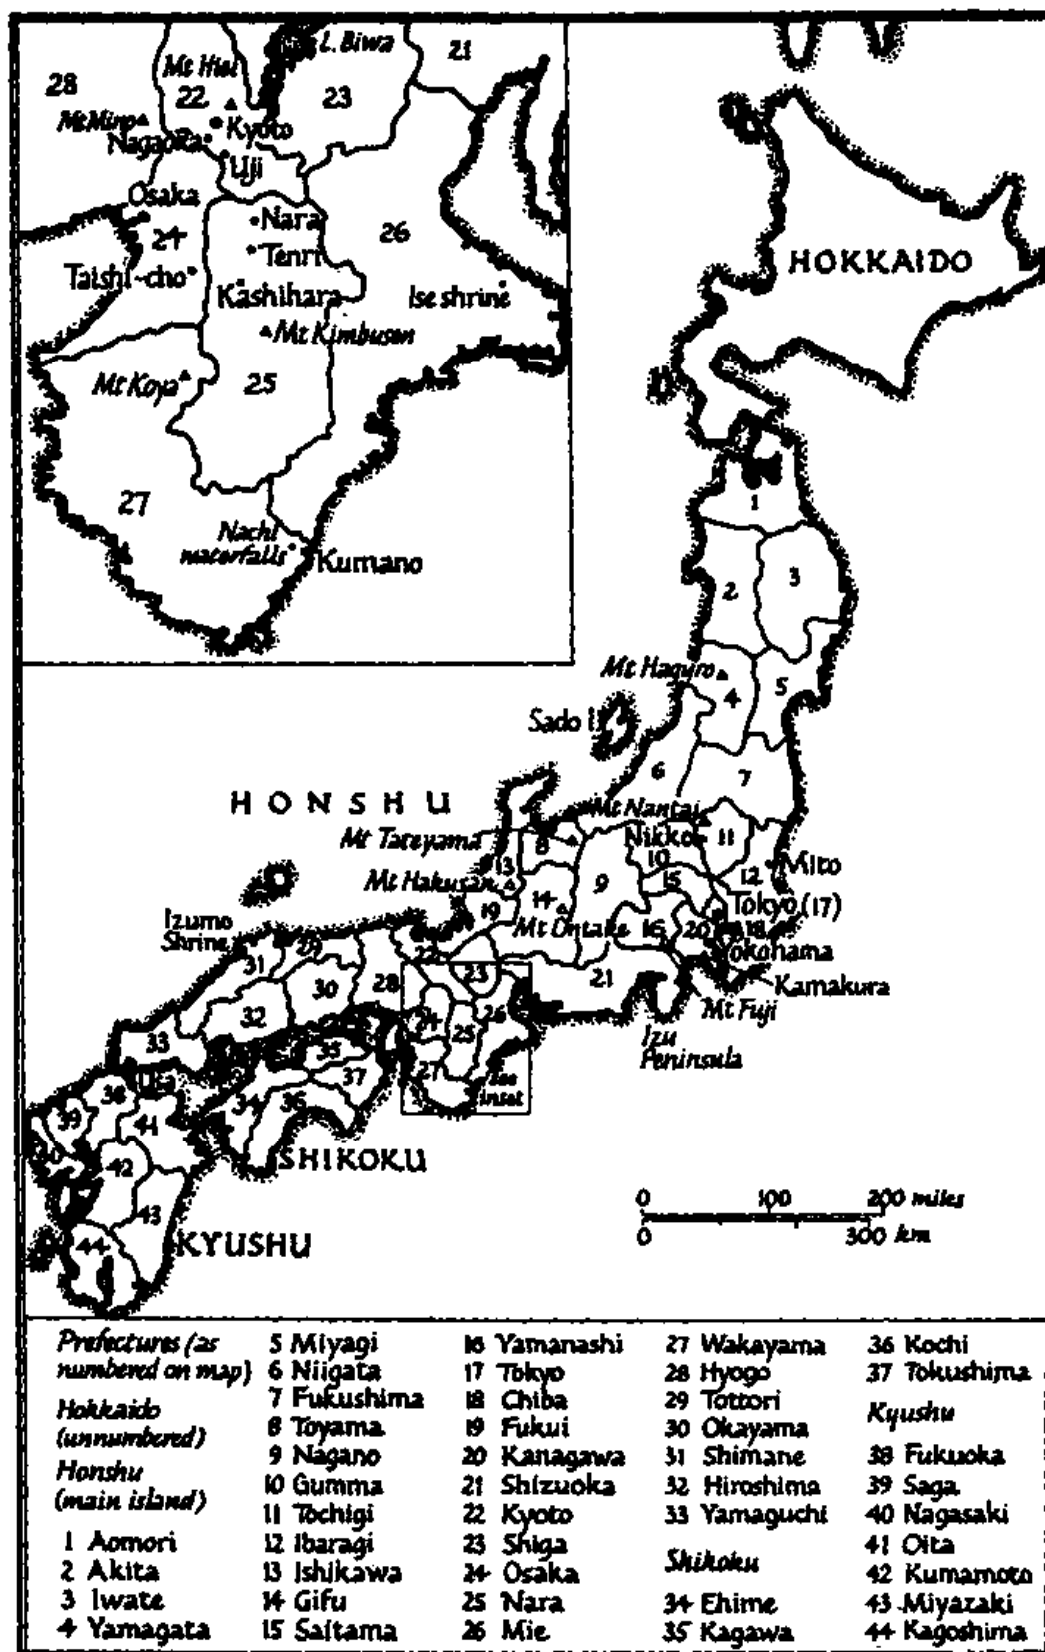 L. Biwa
21
Mt Hiei
28
22
23
Mt Mino
Kyoto
Nagaoka
Uji
Osaka
Nara
24
26
Tenri
Taishi-cho
Kashihara
Ise shrine
Mt Kimbusen
Mt Koya
25
27
Nachi
waterfalls
Kumano
HOKKAIDO
1
2
3
Mt Haguro
4
5
Sado I
6
7
HONSHU
Mt Nantai
Mt Tateyama
8
Nikko
11
10
Mito
13
12
Mt Hakusan
9
15
14
19
Tokyo (17)
Izumo
Shrine
Mt Ontake
16
20
18
29
22
Yokohama
31
28
23
21
Kamakura
30
26
Mt Fuji
32
24
25
Izu
Peninsula
33
35
27
37
See
inset
Usa
38
34
36
39
41
40
42
SHIKOKU
43
44
KYUSHU
0 100 200 miles
0 300 km
Prefectures (as
numbered on map)
Hokkaido
(unnumbered)
Honshu
(main island)
1 Aomori
2 Akita
3 Iwate
4 Yamagata
5 Miyagi
6 Niigata
7 Fukushima
8 Toyama
9 Nagano
10 Gumma
11 Tochigi
12 Ibaragi
13 Ishikawa
14 Gifu
15 Saitama
16 Yamanashi
17 Tokyo
18 Chiba
19 Fukui
20 Kanagawa
21 Shizuoka
22 Kyoto
23 Shiga
24 Osaka
25 Nara
26 Mie
27 Wakayama
28 Hyogo
29 Tottori
30 Okayama
31 Shimane
32 Hiroshima
33 Yamaguchi
Shikoku
34 Ehime
35 Kagawa
36 Kochi
37 Tokushima
Kyushu
38 Fukuoka
39 Saga
40 Nagasaki
41 Oita
42 Kumamoto
43 Miyazaki
44 Kagoshima